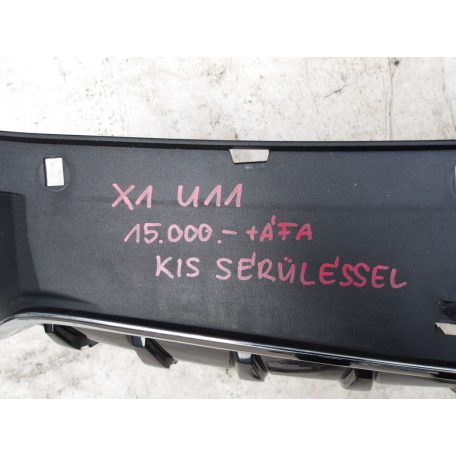 X1 U11
15.000.- +ÁFA
KIS SÉRÜLÉSSEL